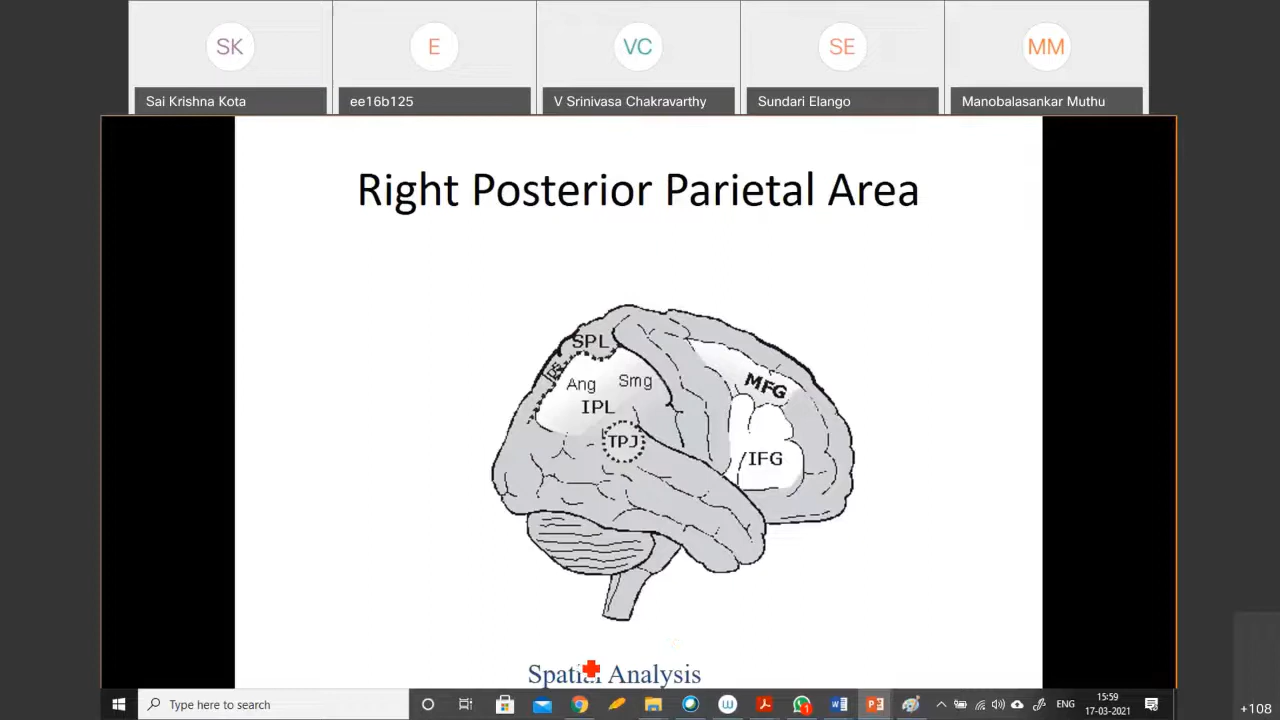 SK
E
VC
SE
MM
Sai Krishna Kota
ee16b125
V Srinivasa Chakravarthy
Sundari Elango
Manobalasankar Muthu
Right Posterior Parietal Area
SPL
DS
Ang
Smg
IPL
TPJ
MFG
IFG
Spatial Analysis
Type here to search
ENG
15:59
17-03-2021
+108